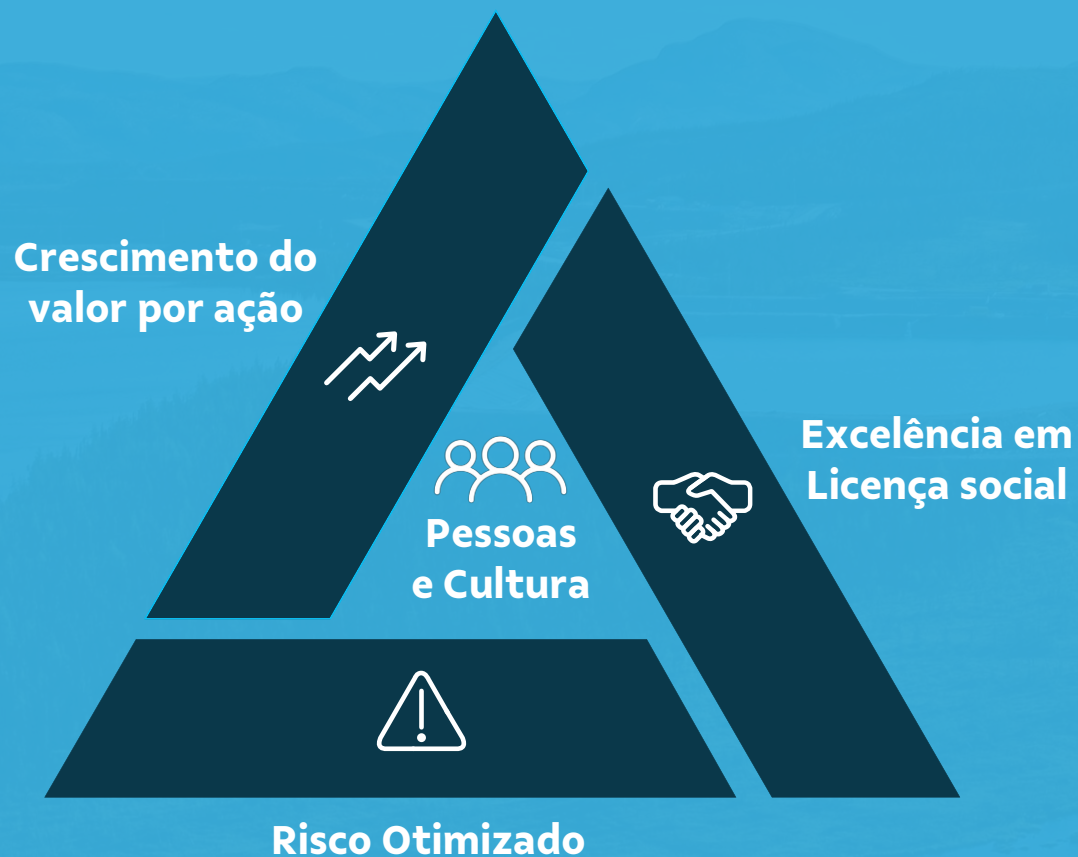 Crescimento do
valor por ação
Excelência em
Licença social
Pessoas
e Cultura
Risco Otimizado